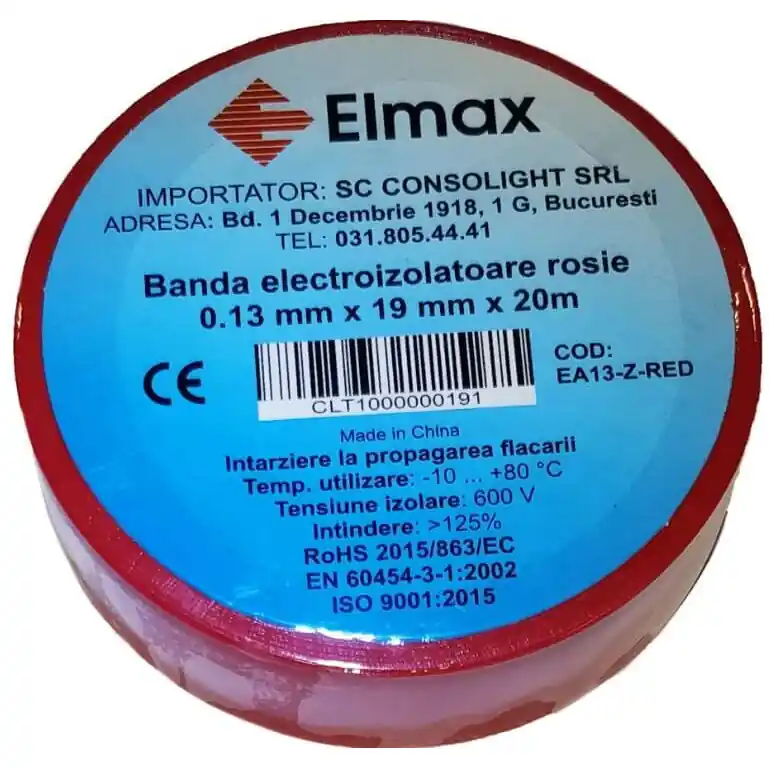 Elmax
IMPORTATOR: SC CONSOLIGHT SRL
ADRESA: Bd. 1 Decembrie 1918, 1 G, Bucuresti
TEL: 031.805.44.41
Banda electroizolatoare rosie
0.13 mm x 19 mm x 20m
CE
CLT1000000191
COD:
EA13-Z-RED
Made in China
Intarziere la propagarea flacarii
Temp. utilizare: -10 ... +80 °C
Tensiune izolare: 600 V
Intindere: >125%
RoHS 2015/863/EC
EN 60454-3-1:2002
ISO 9001:2015